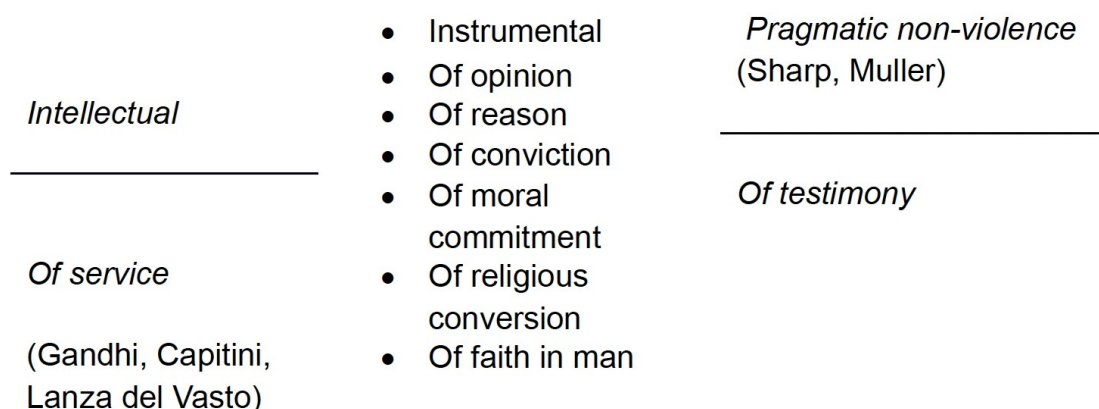 Intellectual
Of service
(Gandhi, Capitini,
Lanza del Vasto)
• Instrumental
• Of opinion
• Of reason
• Of conviction
• Of moral
commitment
• Of religious
conversion
• Of faith in man
Pragmatic non-violence
(Sharp, Muller)
Of testimony